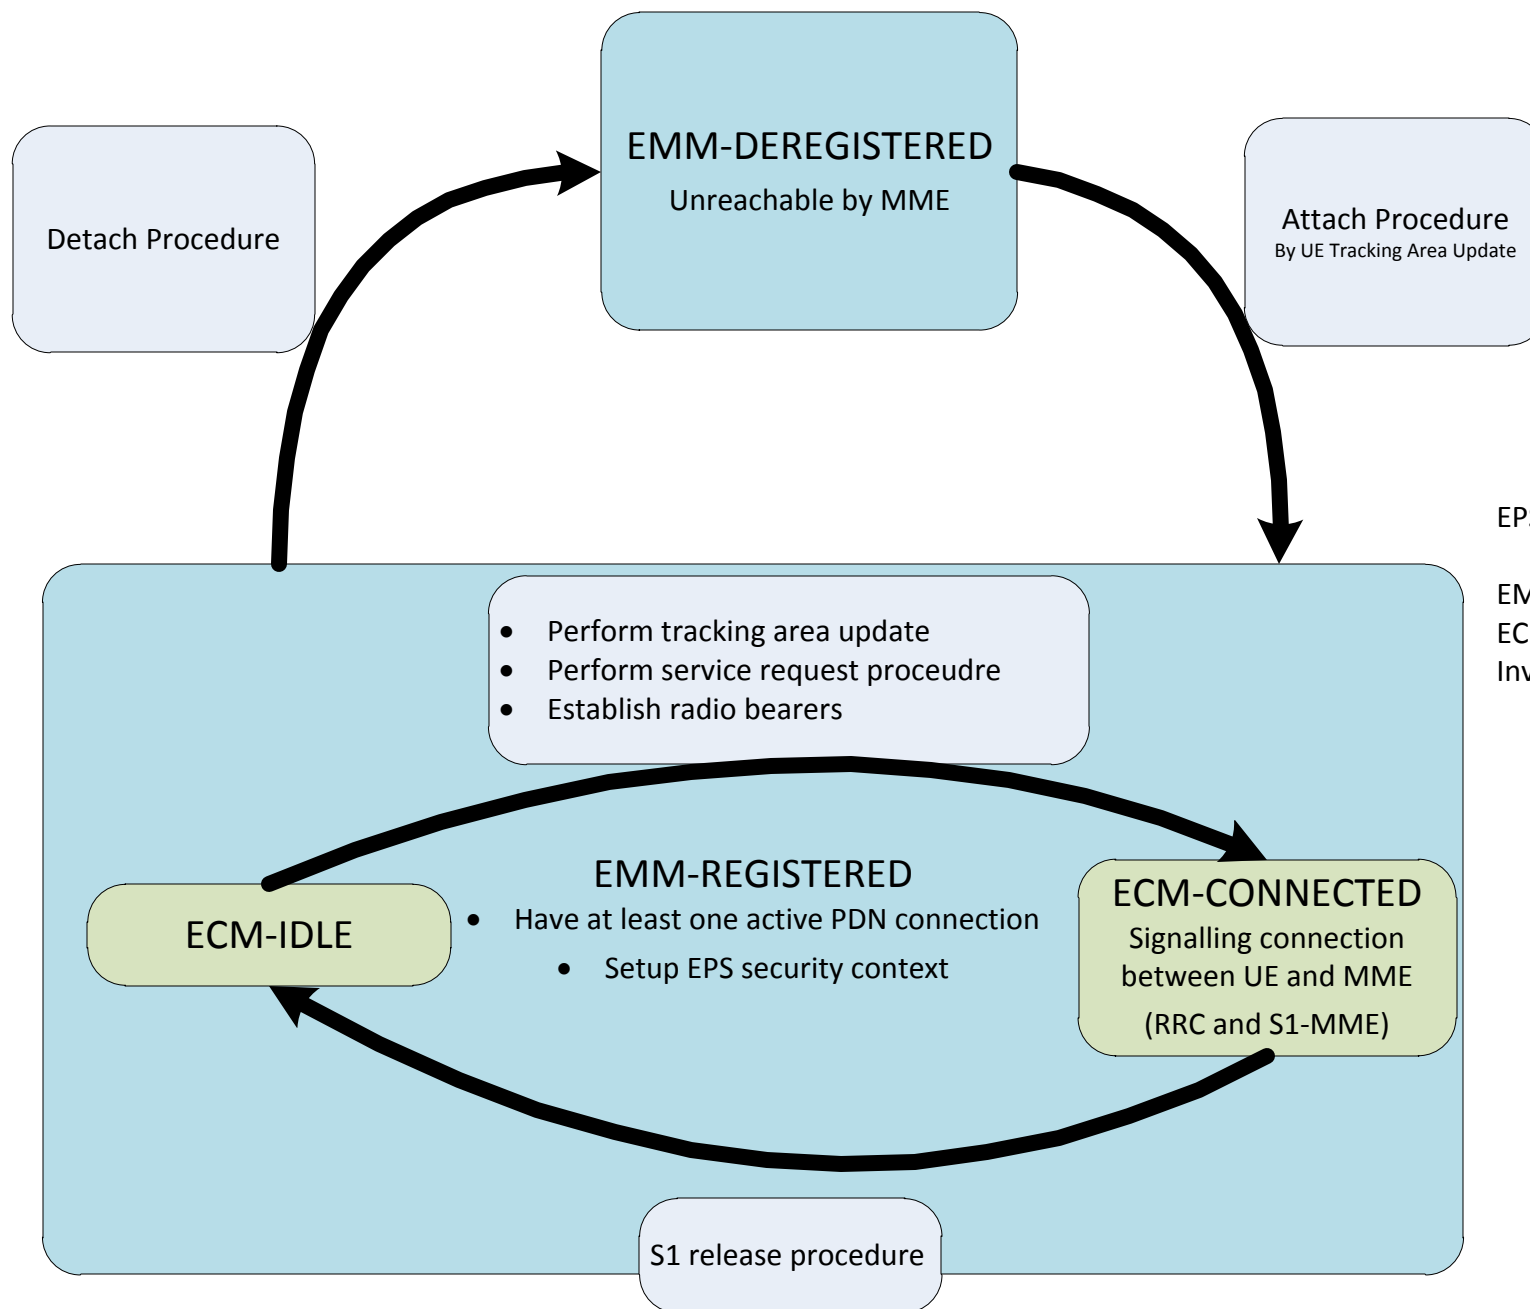 EMM-DEREGISTERED
Unreachable by MME
Detach Procedure
Attach Procedure
By UE Tracking Area Update
• Perform tracking area update
• Perform service request proceudre
• Establish radio bearers
EMM-REGISTERED
• Have at least one active PDN connection
• Setup EPS security context
ECM-IDLE
ECM-CONNECTED
Signalling connection
between UE and MME
(RRC and S1-MME)
S1 release procedure